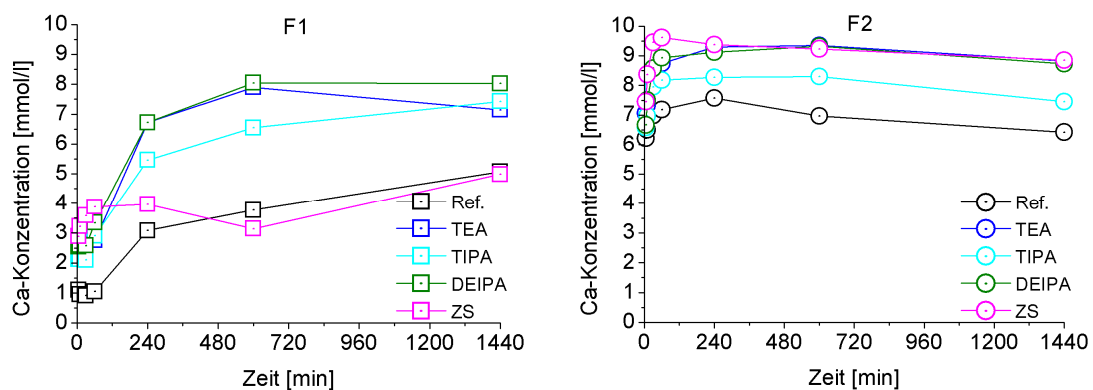 F1
10
9
8
7
6
5
4
3
2
1
0
Ca-Konzentration [mmol/l]
0 240 480 720 960 1200 1440
Zeit [min]
Ref.
TEA
TIPA
DEIPA
ZS
F2
10
9
8
7
6
5
4
3
2
1
0
Ca-Konzentration [mmol/l]
0 240 480 720 960 1200 1440
Zeit [min]
Ref.
TEA
TIPA
DEIPA
ZS